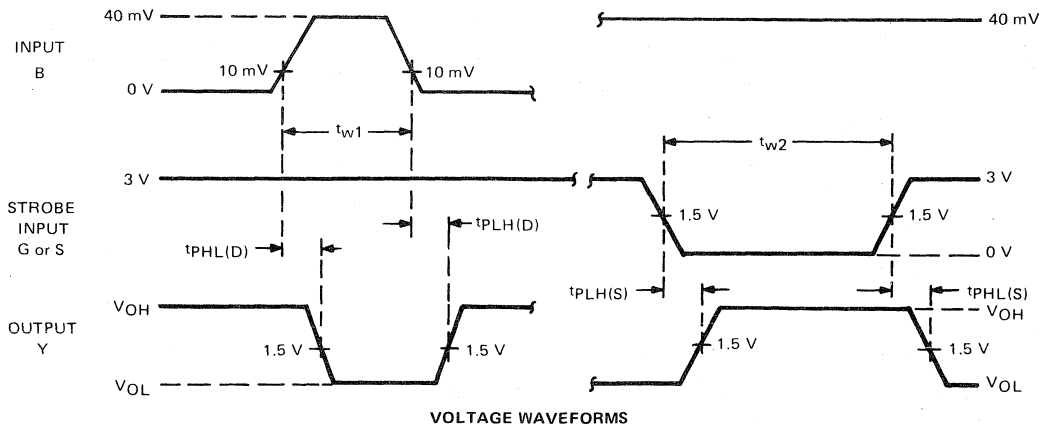 40 mV
40 mV
INPUT
B
10 mV
10 mV
0 V
tw1
tw2
3 V
3 V
STROBE
INPUT
G or S
1.5 V
1.5 V
tPLH(D)
tPHL(D)
0 V
tPLH(S)
tPHL(S)
VOH
VOH
OUTPUT
Y
1.5 V
1.5 V
1.5 V
1.5 V
VOL
VOL
VOLTAGE WAVEFORMS